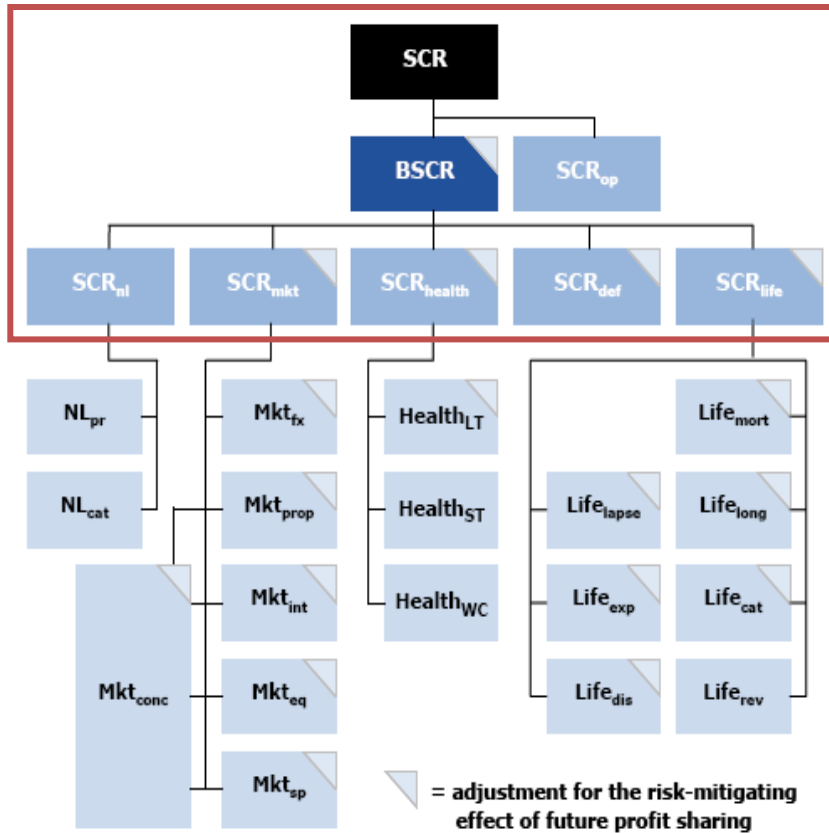 SCR
BSCR
SCRop
SCRnl
SCRmkt
SCRhealth
SCRdef
SCRlife
NLpr
Mktfx
HealthLT
Lifemort
NLcat
Mktprop
HealthST
Lifelapse
Lifelong
Mktconc
Mktint
HealthWC
Lifeexp
Lifecat
Mkteq
Lifedis
Liferev
Mktsp
= adjustment for the risk-mitigating
effect of future profit sharing